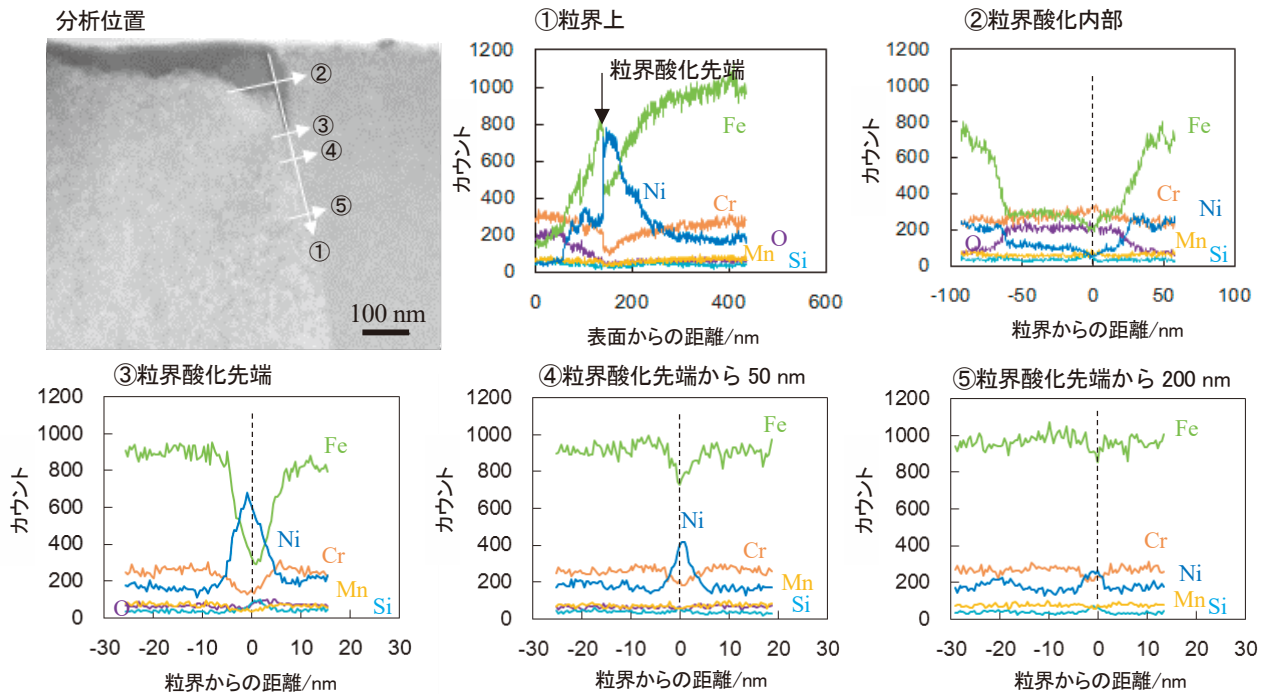 分析位置
②
③
④
⑤
①
100 nm
①粒界上
1200
1000
800
600
400
200
0
0
200
400
600
カウント
表面からの距離/nm
粒界酸化先端
Fe
Ni
Cr
O
Mn
Si
②粒界酸化内部
1200
1000
800
600
400
200
0
-100
-50
0
50
100
カウント
粒界からの距離/nm
Fe
Cr
Ni
O
Mn
Si
③粒界酸化先端
1200
1000
800
600
400
200
0
-30
-20
-10
0
10
20
30
カウント
粒界からの距離/nm
Fe
Ni
Cr
Mn
O
Si
④粒界酸化先端から 50 nm
1200
1000
800
600
400
200
0
-30
-20
-10
0
10
20
30
カウント
粒界からの距離/nm
Fe
Ni
Cr
Mn
Si
⑤粒界酸化先端から 200 nm
1200
1000
800
600
400
200
0
-30
-20
-10
0
10
20
30
カウント
粒界からの距離/nm
Fe
Cr
Ni
Mn
Si